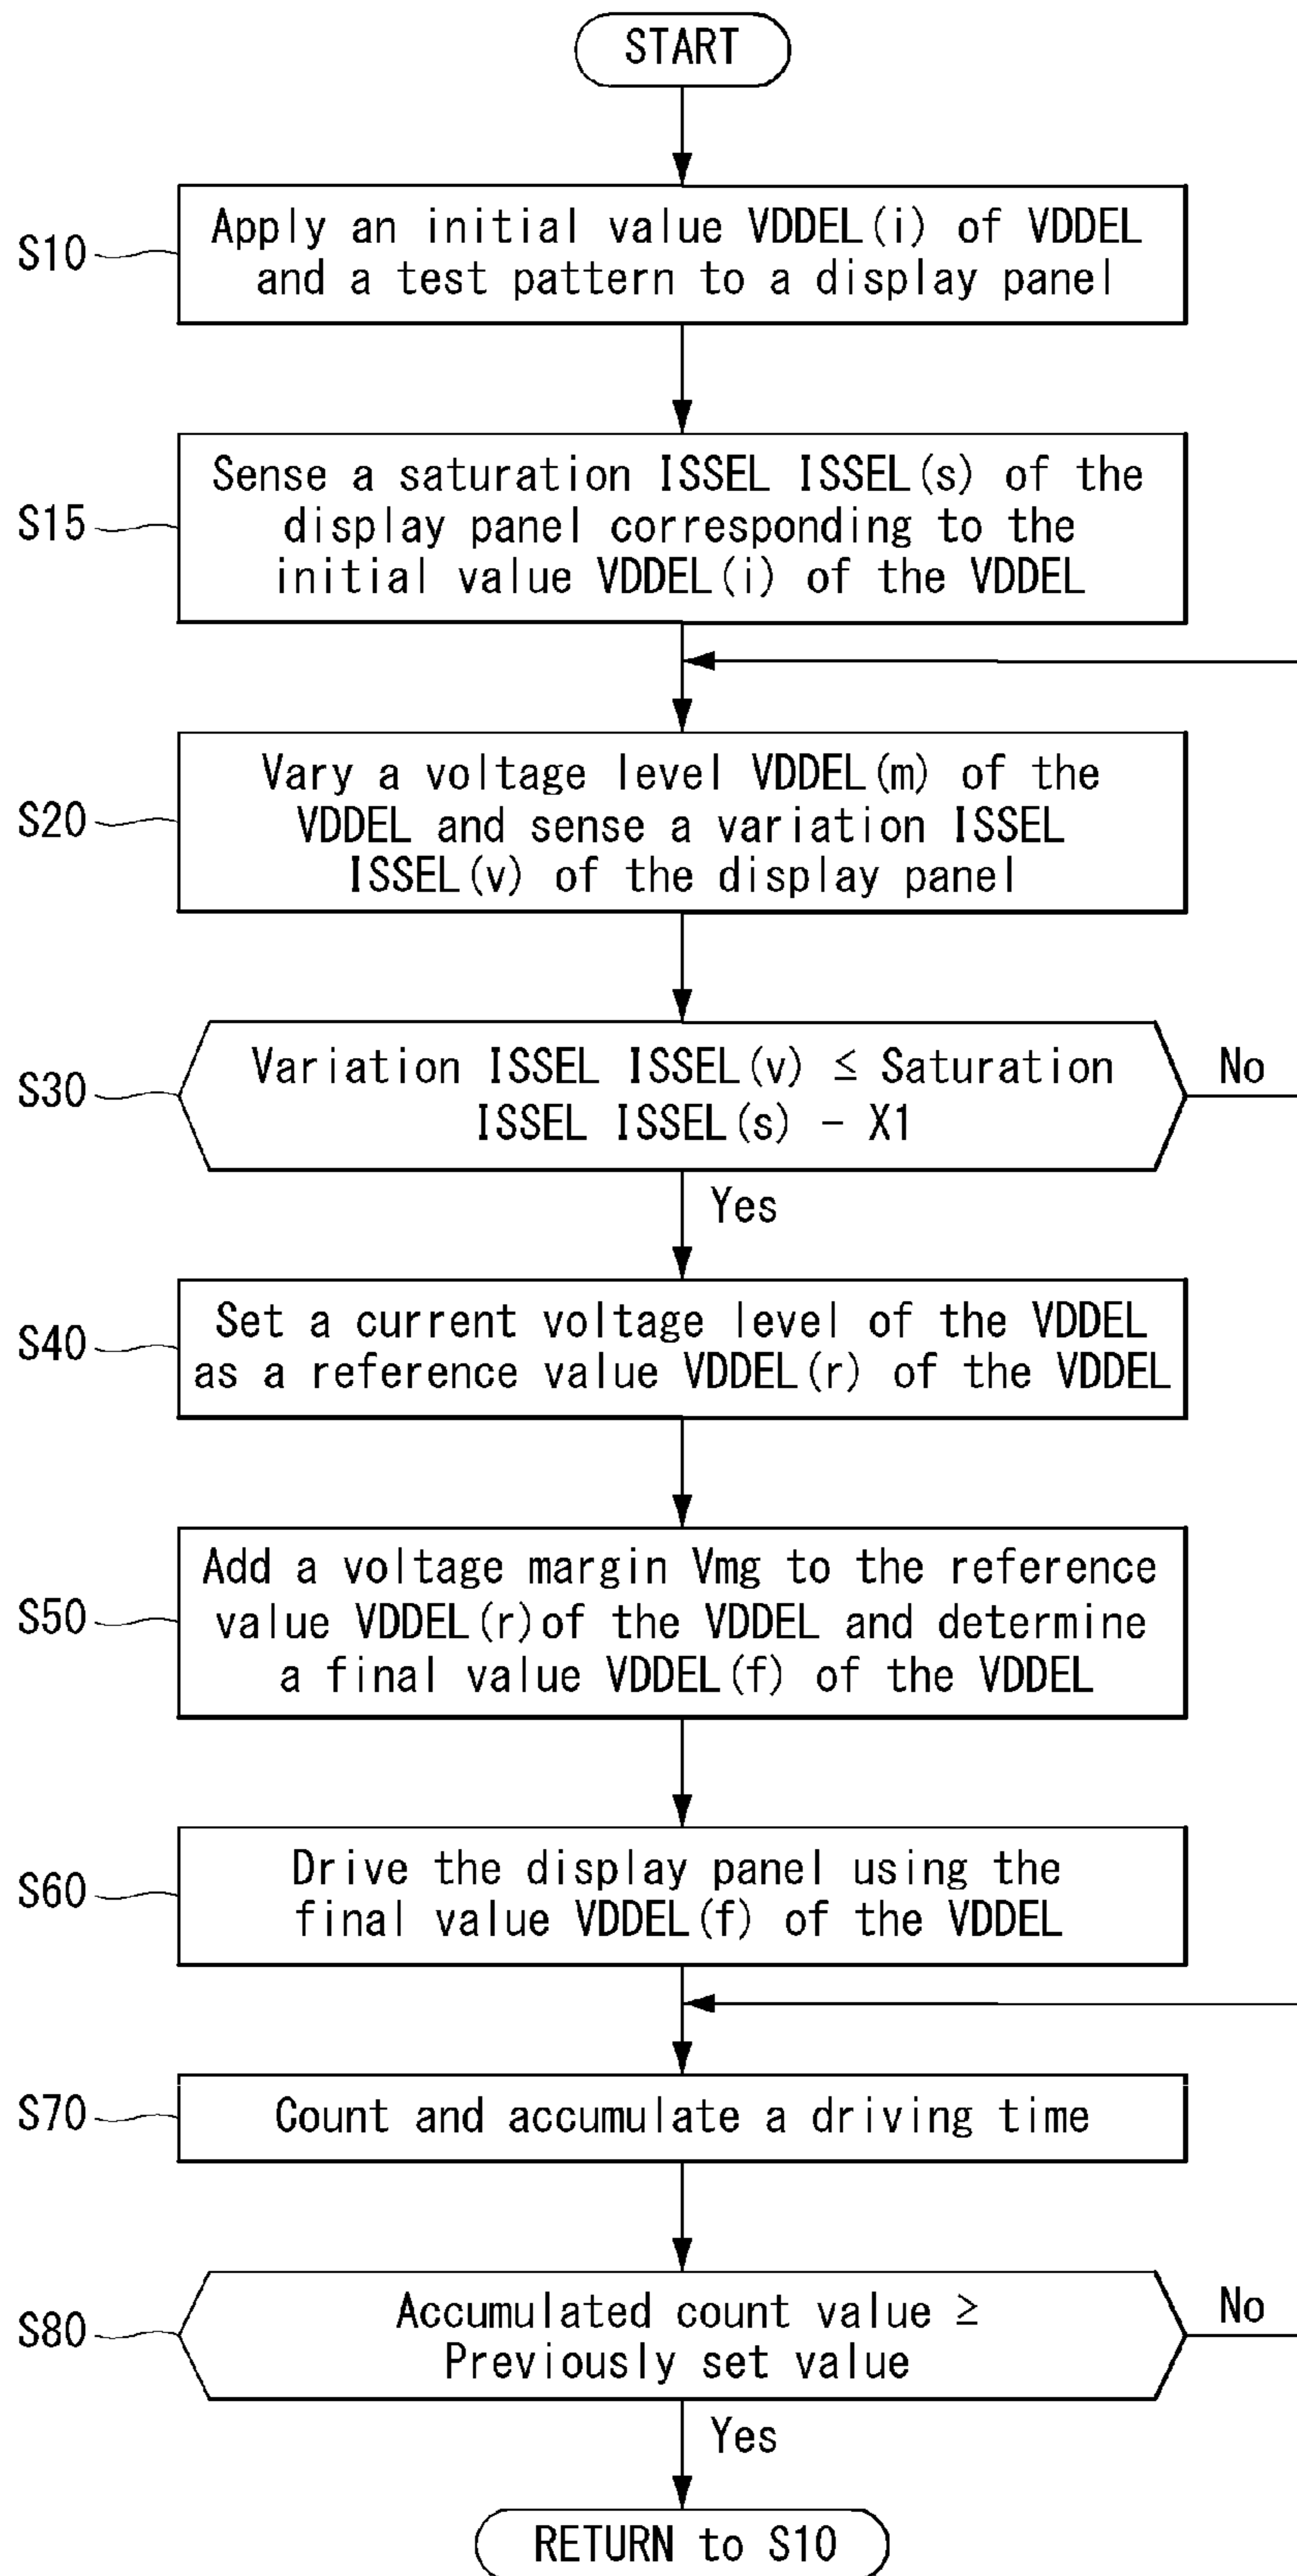 START
S10
Apply an initial value VDDEL(i) of VDDEL
and a test pattern to a display panel
S15
Sense a saturation ISSEL ISSEL(s) of the
display panel corresponding to the
initial value VDDEL(i) of the VDDEL
S20
Vary a voltage level VDDEL(m) of the
VDDEL and sense a variation ISSEL
ISSEL(v) of the display panel
S30
Variation ISSEL ISSEL(v) ≤ Saturation
ISSEL ISSEL(s) - X1
No
Yes
S40
Set a current voltage level of the VDDEL
as a reference value VDDEL(r) of the VDDEL
S50
Add a voltage margin Vmg to the reference
value VDDEL(r)of the VDDEL and determine
a final value VDDEL(f) of the VDDEL
S60
Drive the display panel using the
final value VDDEL(f) of the VDDEL
S70
Count and accumulate a driving time
S80
Accumulated count value ≥
Previously set value
No
Yes
RETURN to S10